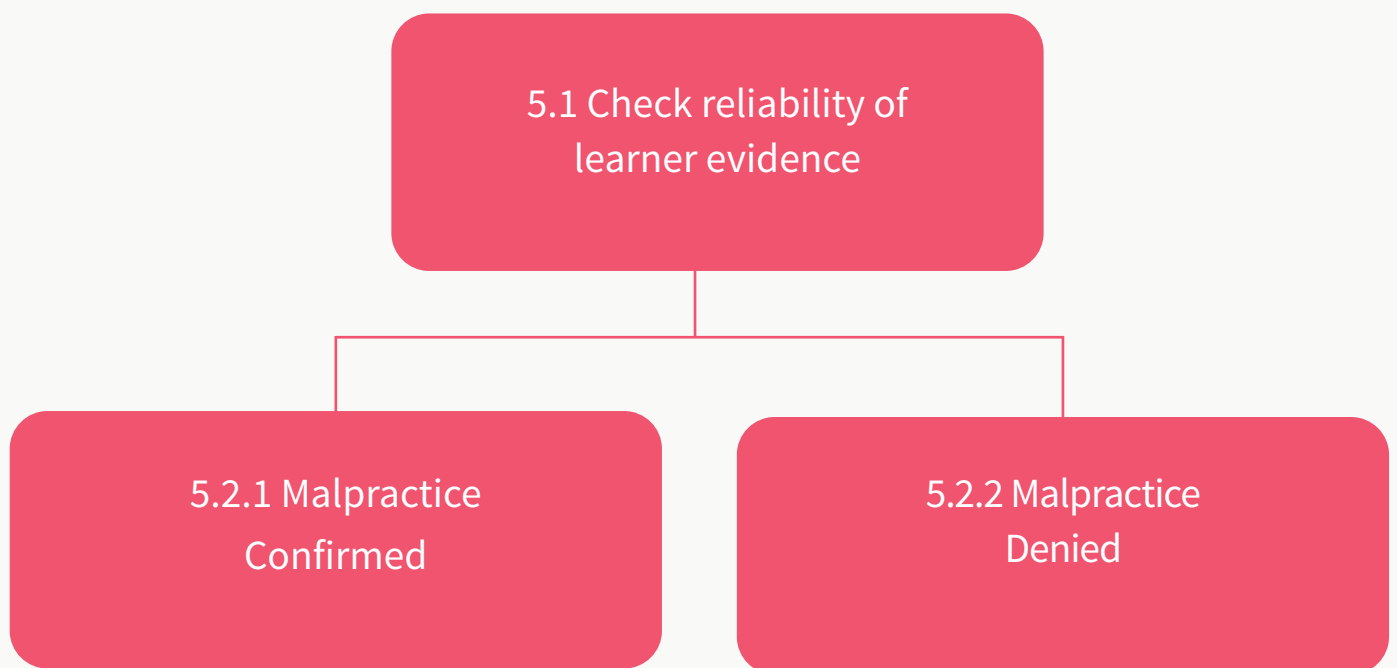 5.1 Check reliability of
learner evidence
5.2.1 Malpractice
Confirmed
5.2.2 Malpractice
Denied